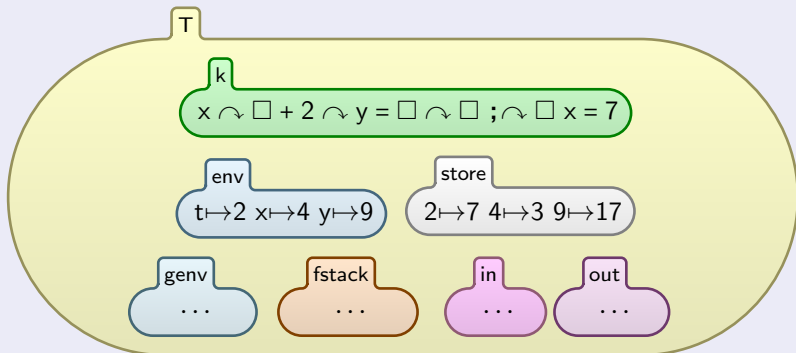 T
k
x ↷ □ + 2 ↷ y = □ ↷ □ ; ↷ □ x = 7
env
t↦2 x↦4 y↦9
store
2↦7 4↦3 9↦17
genv
...
fstack
...
in
...
out
...